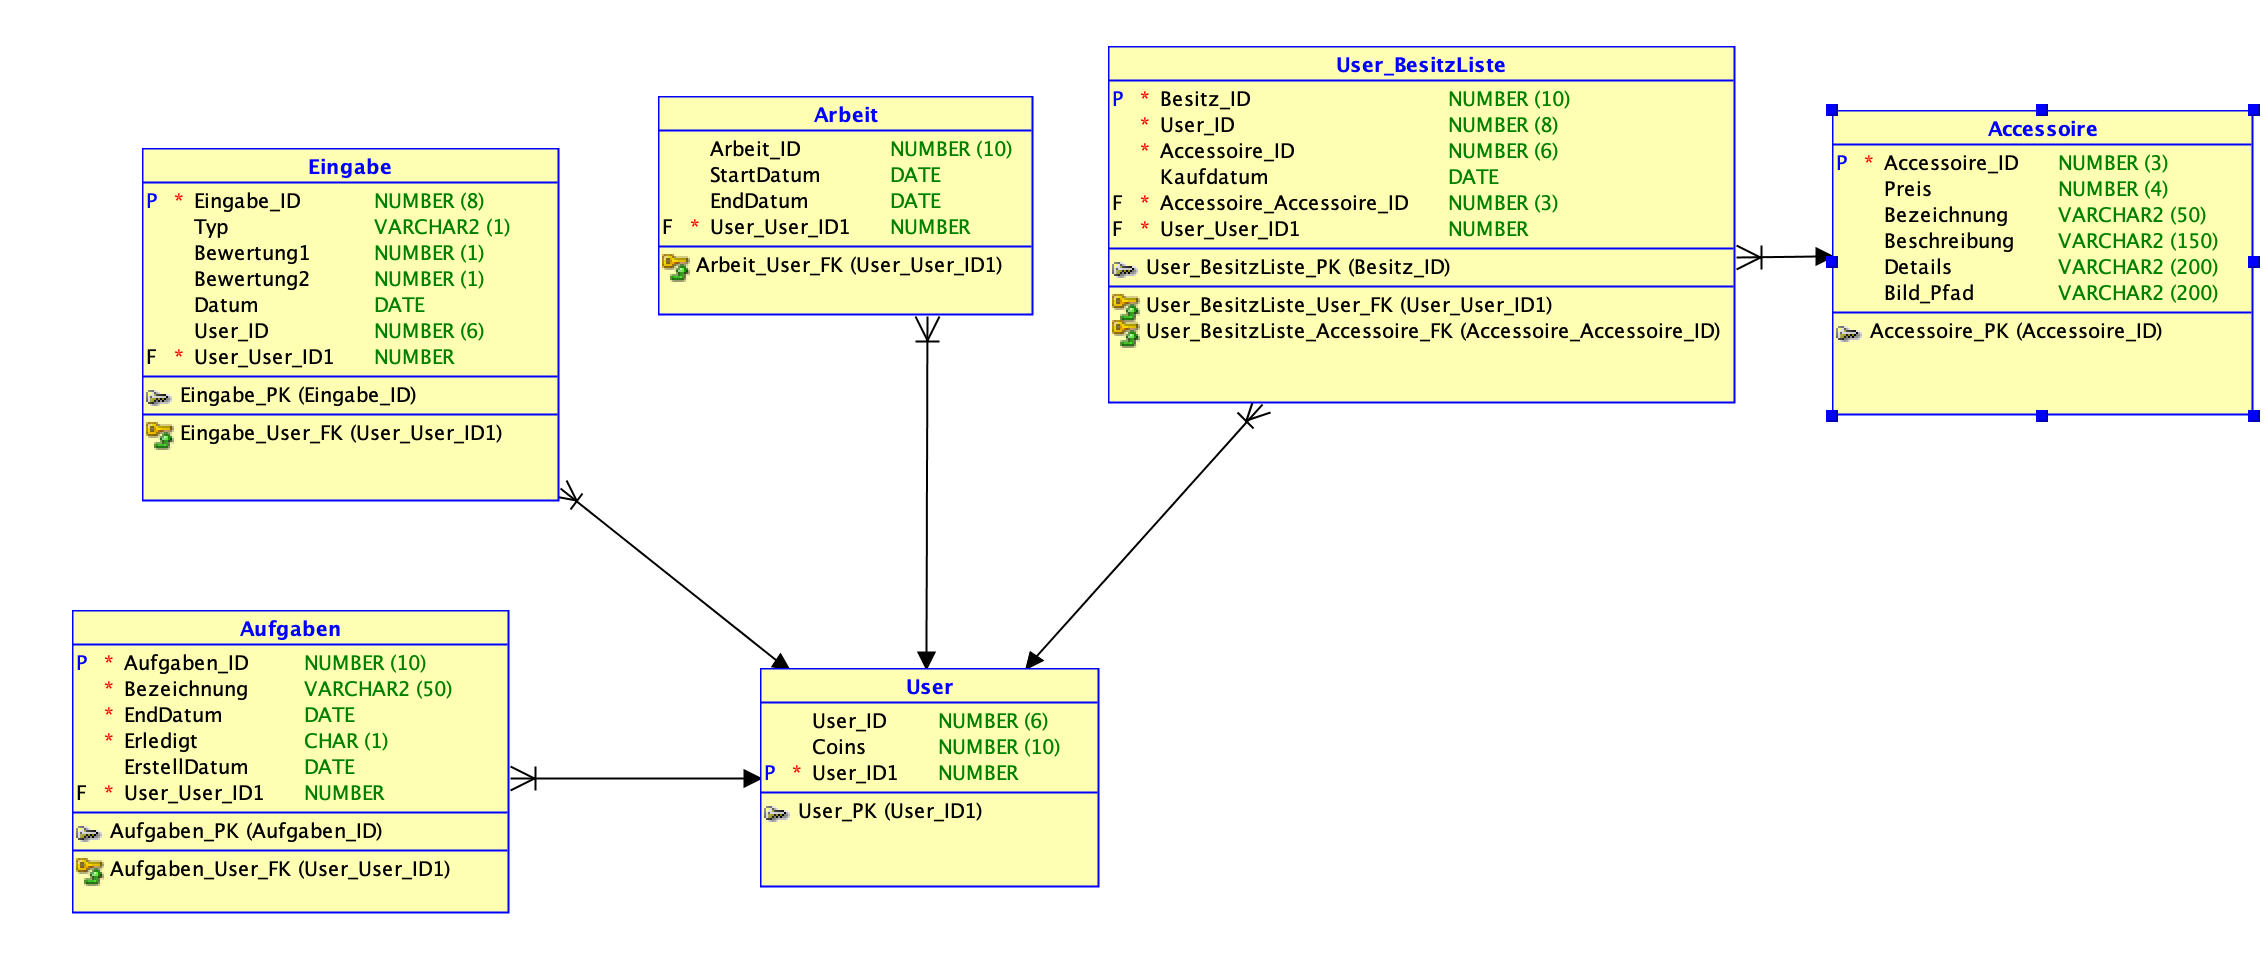 Eingabe
P * Eingabe_ID NUMBER (8)
Typ VARCHAR2 (1)
Bewertung1 NUMBER (1)
Bewertung2 NUMBER (1)
Datum DATE
User_ID NUMBER (6)
F * User_User_ID1 NUMBER
Eingabe_PK (Eingabe_ID)
Eingabe_User_FK (User_User_ID1)
Arbeit
Arbeit_ID NUMBER (10)
StartDatum DATE
EndDatum DATE
F * User_User_ID1 NUMBER
Arbeit_User_FK (User_User_ID1)
User_BesitzListe
P * Besitz_ID NUMBER (10)
* User_ID NUMBER (8)
* Accessoire_ID NUMBER (6)
Kaufdatum DATE
F * Accessoire_Accessoire_ID NUMBER (3)
F * User_User_ID1 NUMBER
User_BesitzListe_PK (Besitz_ID)
User_BesitzListe_User_FK (User_User_ID1)
User_BesitzListe_Accessoire_FK (Accessoire_Accessoire_ID)
Accessoire
P * Accessoire_ID NUMBER (3)
Preis NUMBER (4)
Bezeichnung VARCHAR2 (50)
Beschreibung VARCHAR2 (150)
Details VARCHAR2 (200)
Bild_Pfad VARCHAR2 (200)
Accessoire_PK (Accessoire_ID)
Aufgaben
P * Aufgaben_ID NUMBER (10)
* Bezeichnung VARCHAR2 (50)
* EndDatum DATE
* Erledigt CHAR (1)
ErstellDatum DATE
F * User_User_ID1 NUMBER
Aufgaben_PK (Aufgaben_ID)
Aufgaben_User_FK (User_User_ID1)
User
User_ID NUMBER (6)
Coins NUMBER (10)
P * User_ID1 NUMBER
User_PK (User_ID1)